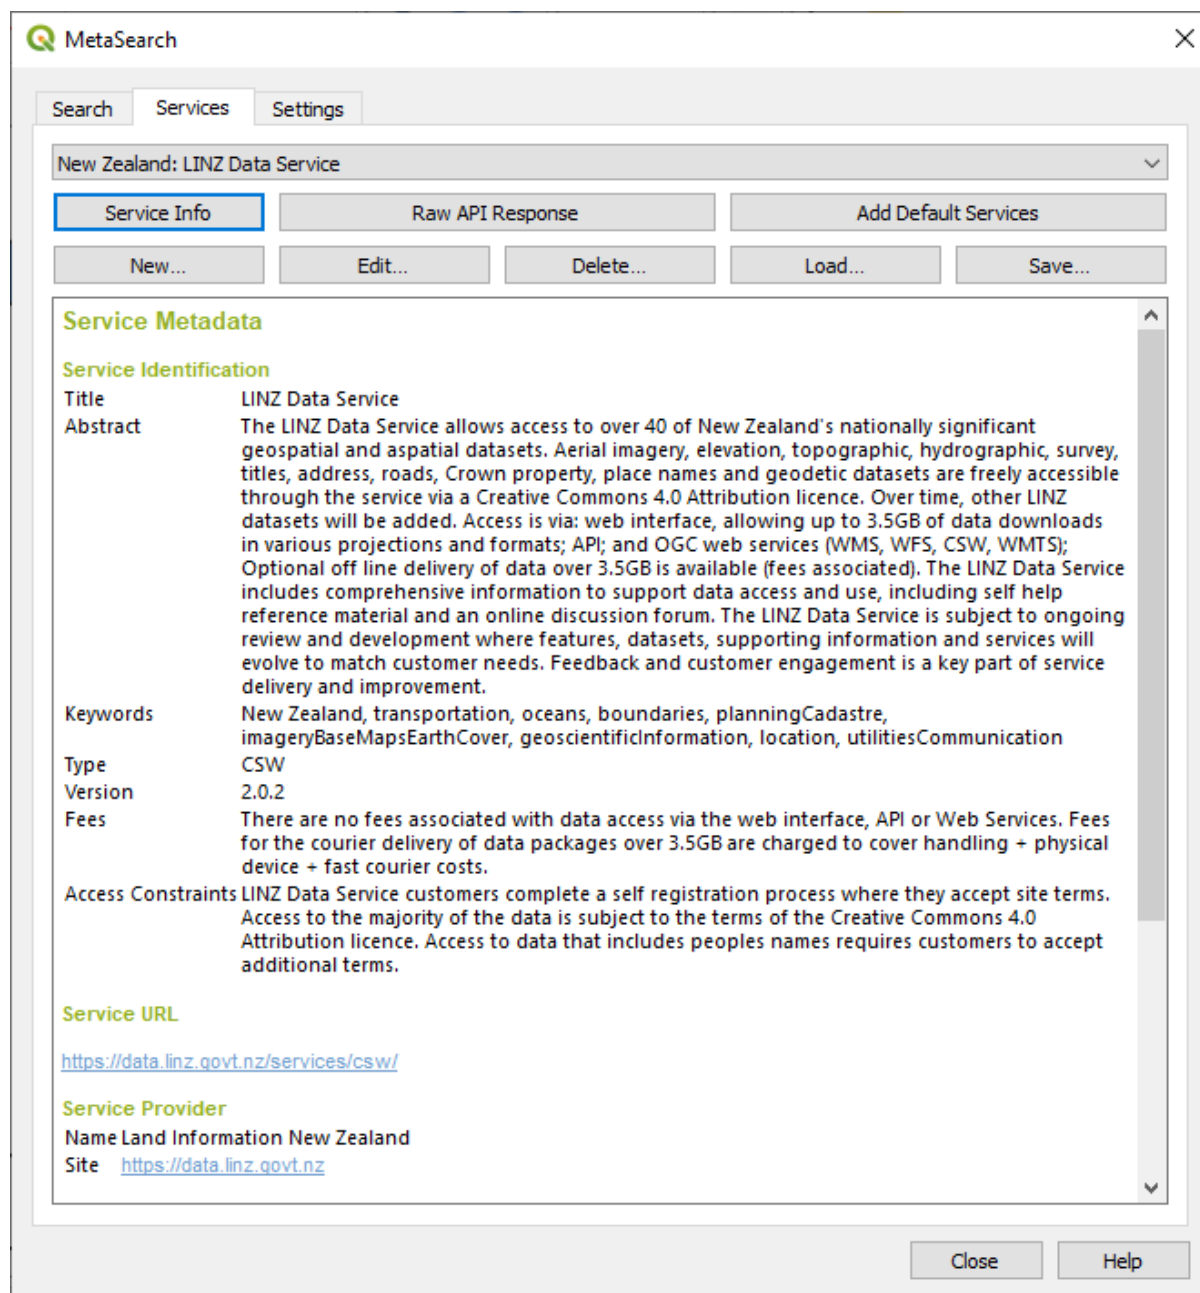 MetaSearch
Search Services Settings
New Zealand: LINZ Data Service
Service Info Raw API Response Add Default Services
New... Edit... Delete... Load... Save...
Service Metadata
Service Identification
Title LINZ Data Service
Abstract The LINZ Data Service allows access to over 40 of New Zealand's nationally significant
geospatial and aspatial datasets. Aerial imagery, elevation, topographic, hydrographic, survey,
titles, address, roads, Crown property, place names and geodetic datasets are freely accessible
through the service via a Creative Commons 4.0 Attribution licence. Over time, other LINZ
datasets will be added. Access is via: web interface, allowing up to 3.5GB of data downloads
in various projections and formats; API; and OGC web services (WMS, WFS, CSW, WMTS);
Optional off line delivery of data over 3.5GB is available (fees associated). The LINZ Data Service
includes comprehensive information to support data access and use, including self help
reference material and an online discussion forum. The LINZ Data Service is subject to ongoing
review and development where features, datasets, supporting information and services will
evolve to match customer needs. Feedback and customer engagement is a key part of service
delivery and improvement.
Keywords New Zealand, transportation, oceans, boundaries, planningCadastre,
imageryBaseMapsEarthCover, geoscientificInformation, location, utilitiesCommunication
Type CSW
Version 2.0.2
Fees There are no fees associated with data access via the web interface, API or Web Services. Fees
for the courier delivery of data packages over 3.5GB are charged to cover handling + physical
device + fast courier costs.
Access Constraints LINZ Data Service customers complete a self registration process where they accept site terms.
Access to the majority of the data is subject to the terms of the Creative Commons 4.0
Attribution licence. Access to data that includes peoples names requires customers to accept
additional terms.
Service URL
https://data.linz.govt.nz/services/csw/
Service Provider
Name Land Information New Zealand
Site https://data.linz.govt.nz
Close Help